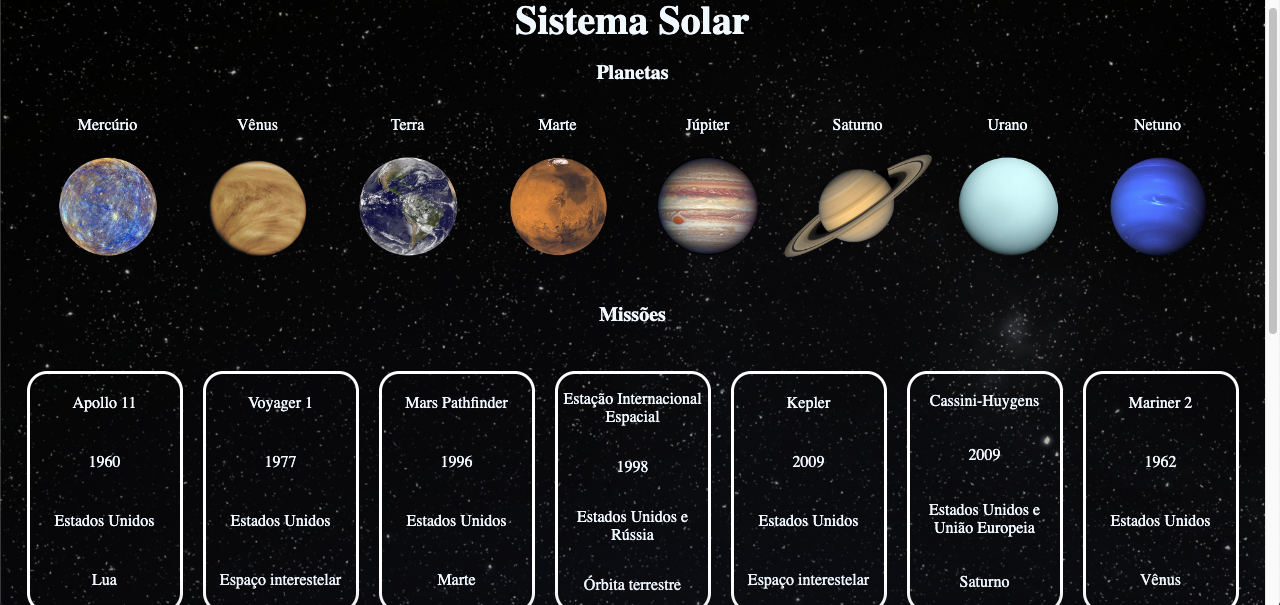 Sistema Solar
Planetas
Mercúrio
Vênus
Terra
Marte
Júpiter
Saturno
Urano
Netuno
Missões
Apollo 11
1960
Estados Unidos
Lua
Voyager 1
1977
Estados Unidos
Espaço interestelar
Mars Pathfinder
1996
Estados Unidos
Marte
Estação Internacional
Espacial
1998
Estados Unidos e
Rússia
Órbita terrestre
Kepler
2009
Estados Unidos
Espaço interestelar
Cassini-Huygens
2009
Estados Unidos e
União Europeia
Saturno
Mariner 2
1962
Estados Unidos
Vênus